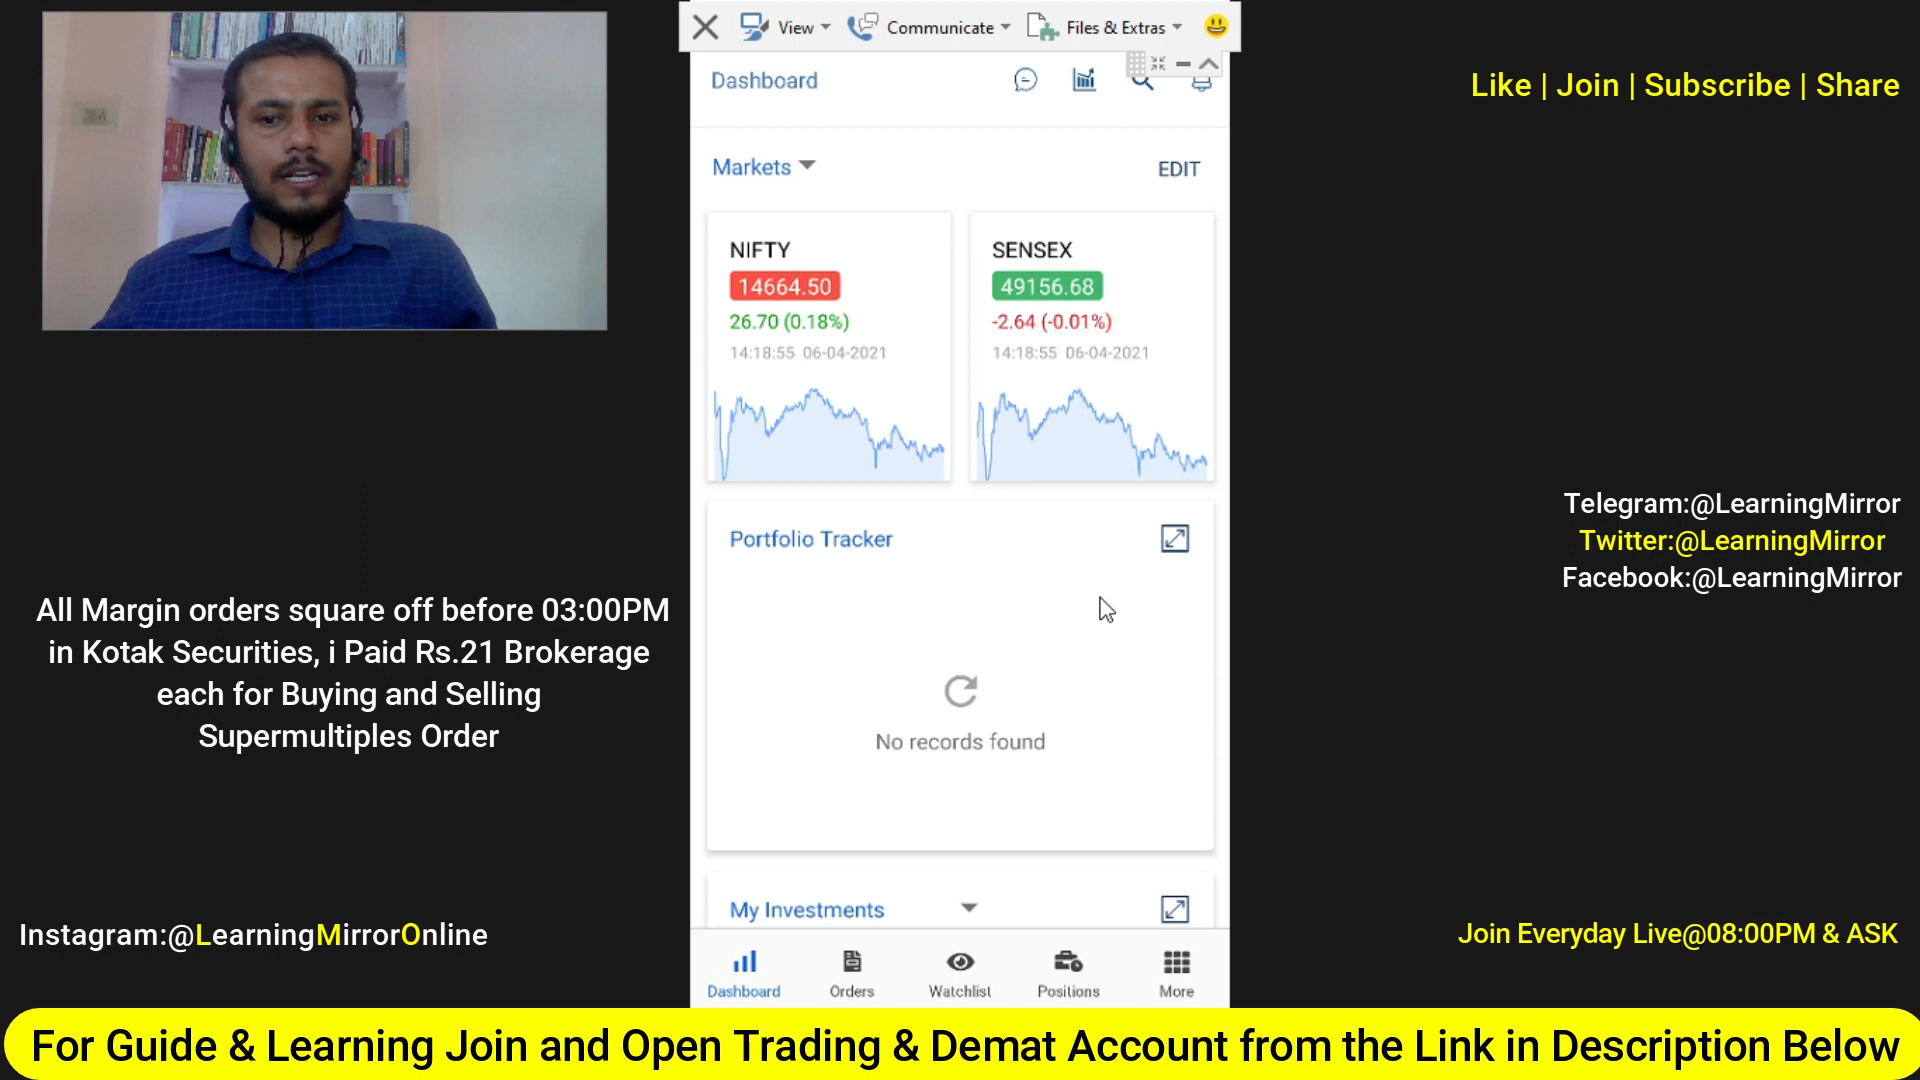 View
Communicate
Files & Extras
Dashboard
Like | Join | Subscribe | Share
Markets
EDIT
NIFTY
14664.50
26.70 (0.18%)
14:18:55 06-04-2021
SENSEX
49156.68
-2.64 (-0.01%)
14:18:55 06-04-2021
Portfolio Tracker
No records found
My Investments
Dashboard
Orders
Watchlist
Positions
More
All Margin orders square off before 03:00PM
in Kotak Securities, i Paid Rs.21 Brokerage
each for Buying and Selling
Supermultiples Order
Telegram:@LearningMirror
Twitter:@LearningMirror
Facebook:@LearningMirror
Instagram:@LearningMirrorOnline
Join Everyday Live@08:00PM & ASK
For Guide & Learning Join and Open Trading & Demat Account from the Link in Description Below